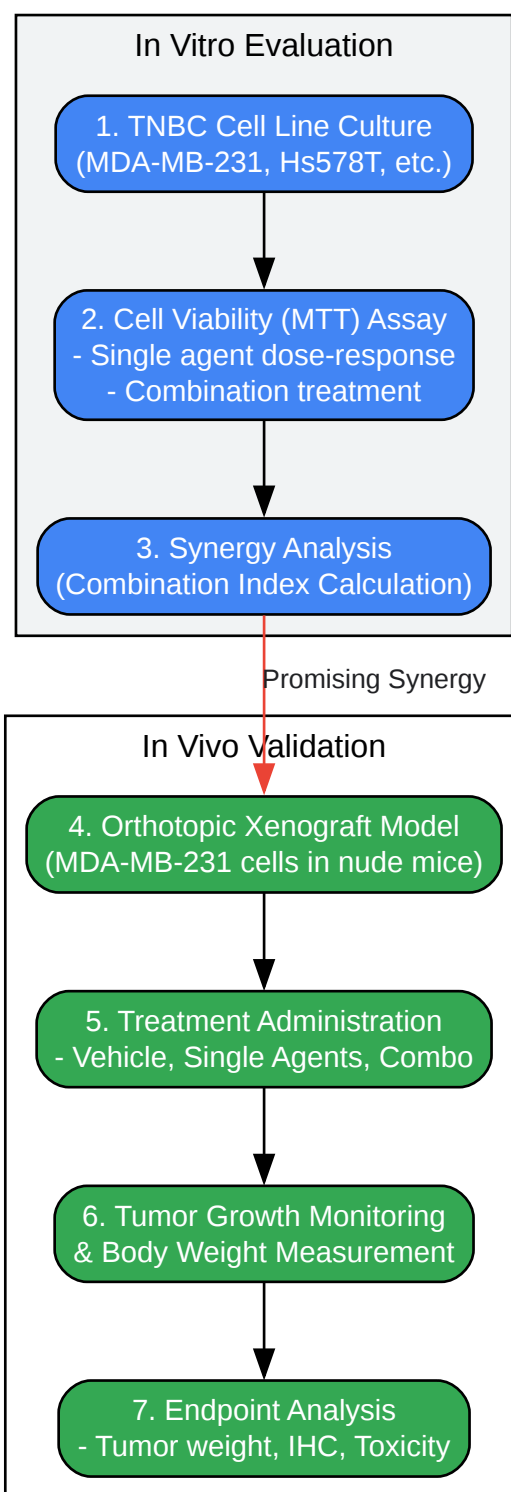 In Vitro Evaluation
1. TNBC Cell Line Culture
(MDA-MB-231, Hs578T, etc.)
2. Cell Viability (MTT) Assay
- Single agent dose-response
- Combination treatment
3. Synergy Analysis
(Combination Index Calculation)
Promising Synergy
In Vivo Validation
4. Orthotopic Xenograft Model
(MDA-MB-231 cells in nude mice)
5. Treatment Administration
- Vehicle, Single Agents, Combo
6. Tumor Growth Monitoring
& Body Weight Measurement
7. Endpoint Analysis
- Tumor weight, IHC, Toxicity